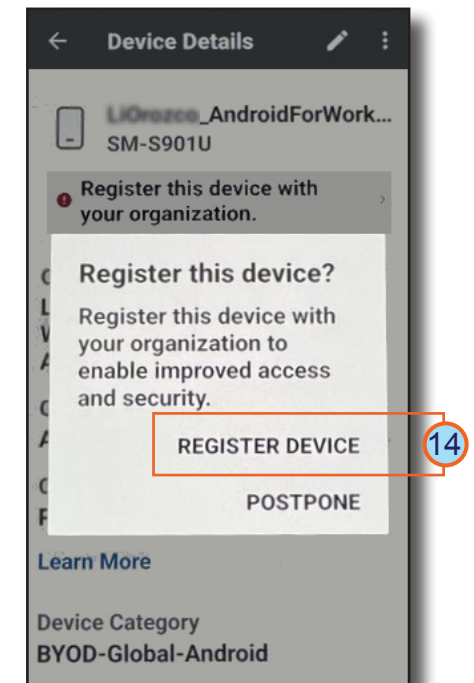 Device Details
_AndroidForWork...
SM-S901U
Register this device with
your organization.
Register this device?
Register this device with
your organization to
enable improved access
and security.
REGISTER DEVICE
14
POSTPONE
Learn More
Device Category
BYOD-Global-Android